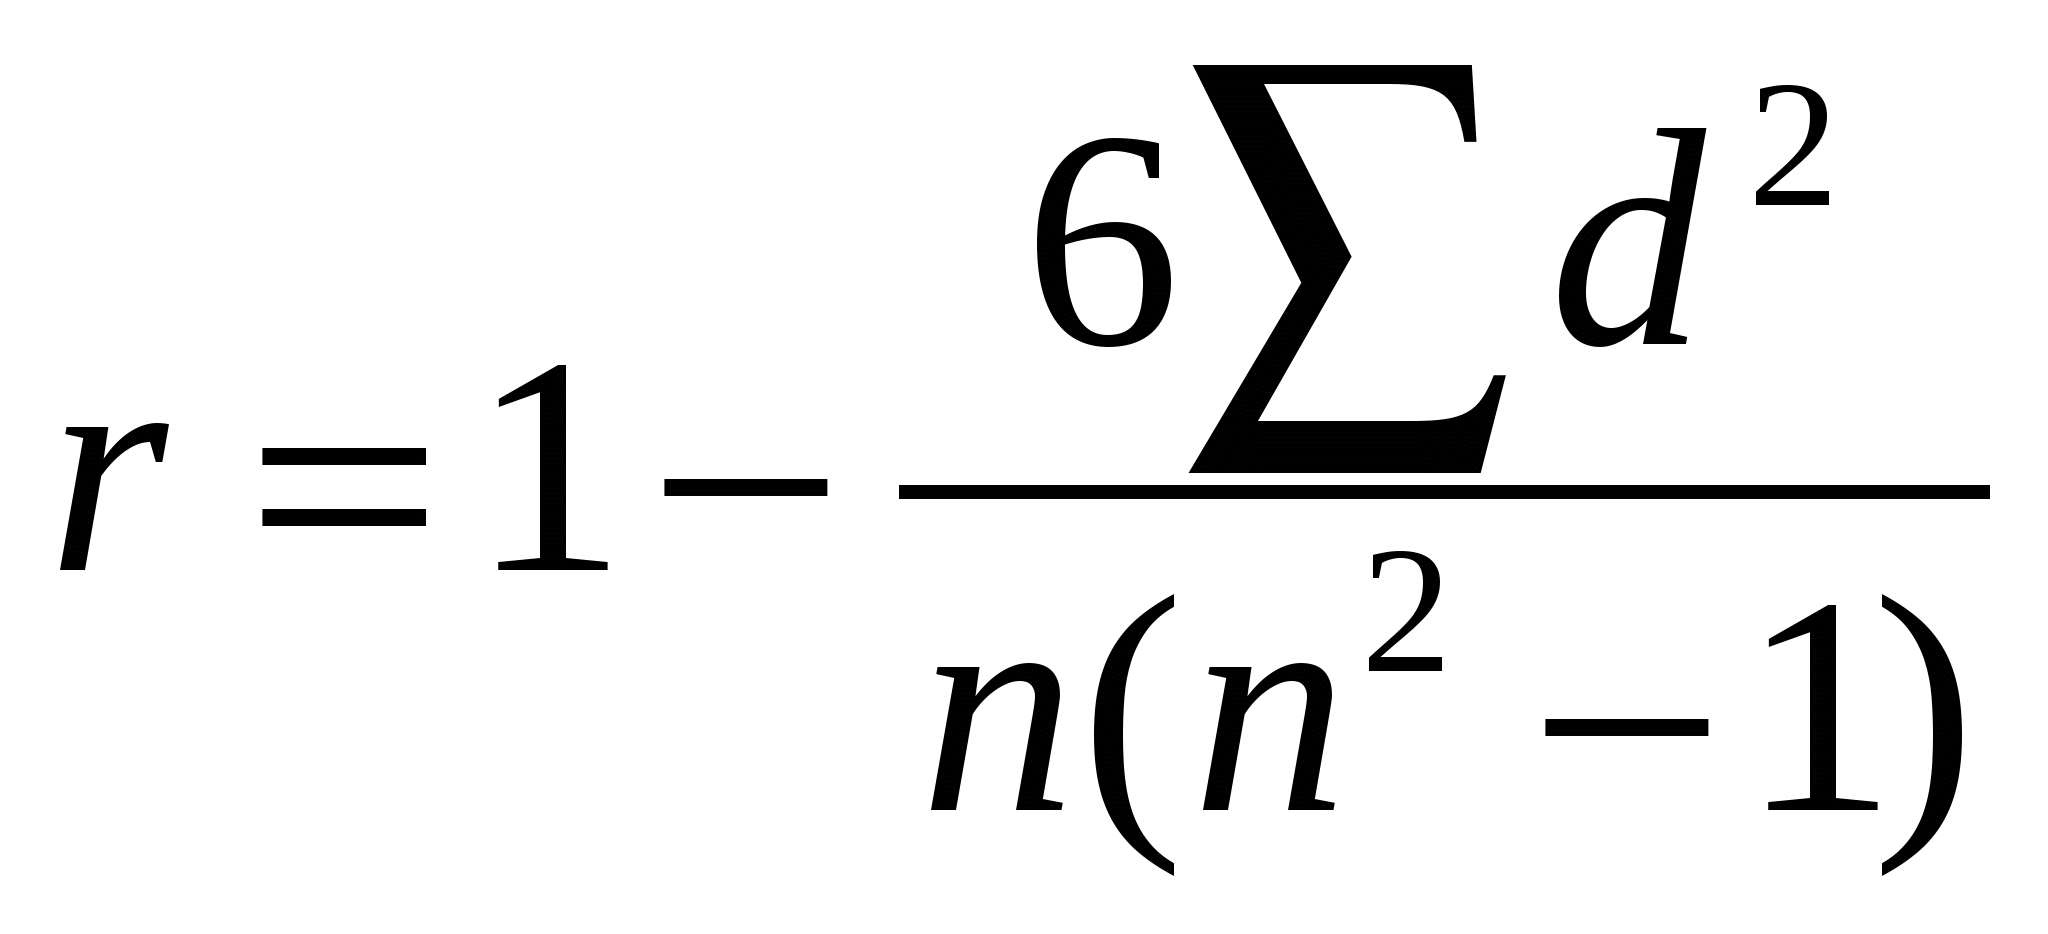 r = 1 − 6∑d² / n(n² − 1)